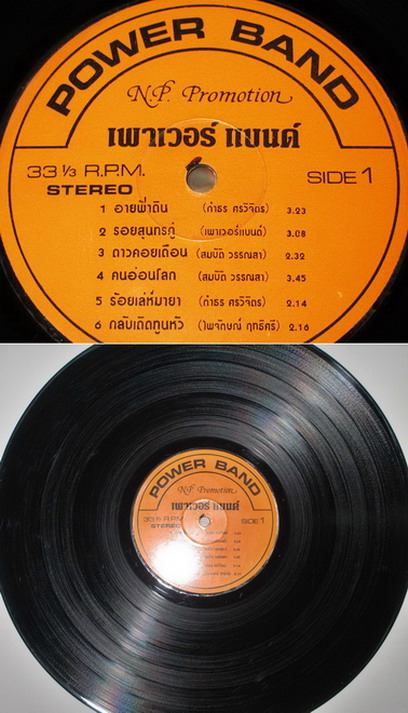 POWER BAND
N.P. Promotion
เพาเวอร์ แบนด์
33 ⅓ R.P.M. SIDE 1
STEREO
1 อายฟ้าดิน (กำธร ศรวิจิตร) 3.23
2 รอยสุนทรภู่ (เพาเวอร์แบนด์) 3.08
3 ดาวคอยเดือน (สมบัติ วรรณสา) 2.32
4 คนอ่อนโลก (สมบัติ วรรณสา) 3.45
5 ร้อยเล่ห์มายา (กำธร ศรวิจิตร) 2.14
6 กลับเถิดทูนหัว (ไพจักษณ์ ฤทธิศรี) 2.16
POWER BAND
N.P. Promotion
เพาเวอร์ แบนด์
33 ⅓ R.P.M. SIDE 1
STEREO